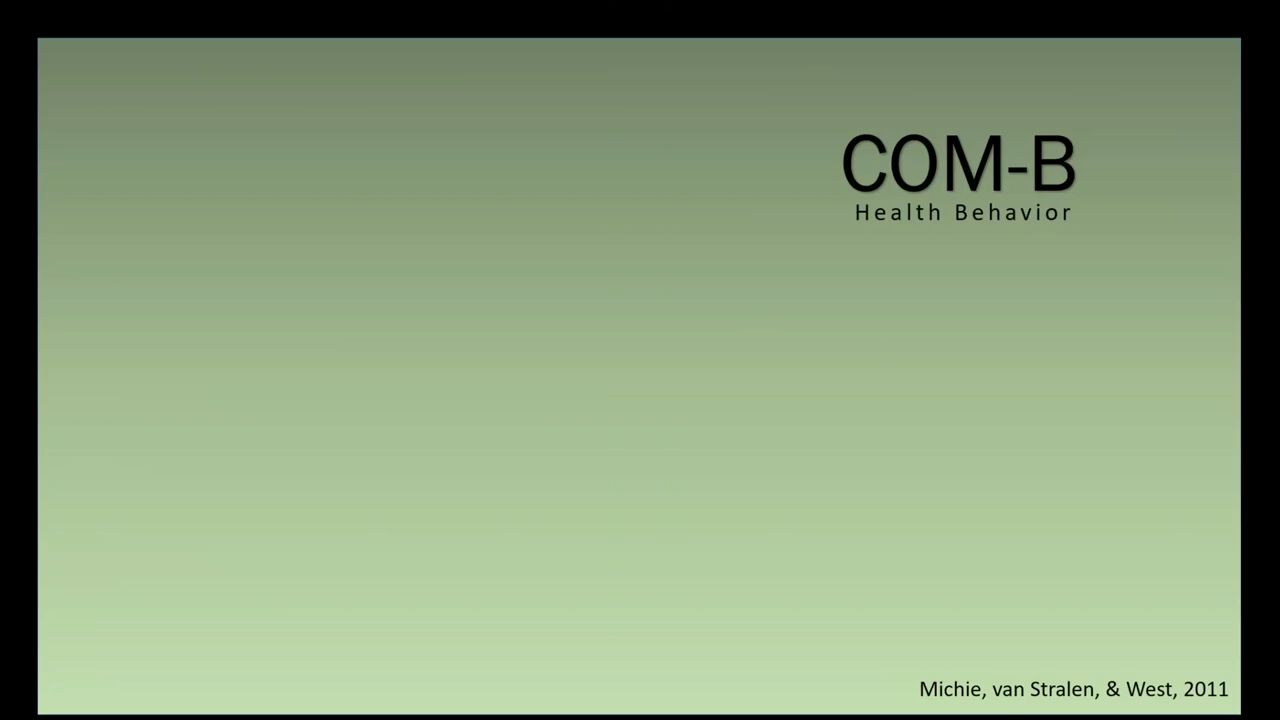 COM-B
Health Behavior
Michie, van Stralen, & West, 2011